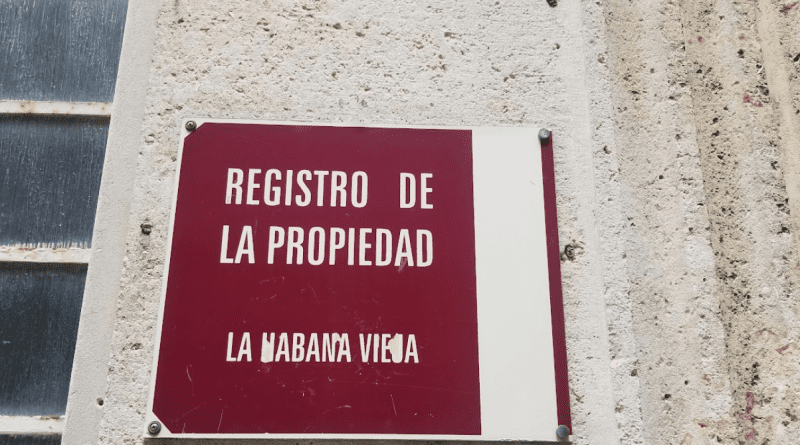 REGISTRO DE
LA PROPIEDAD
LA HABANA VIEJA